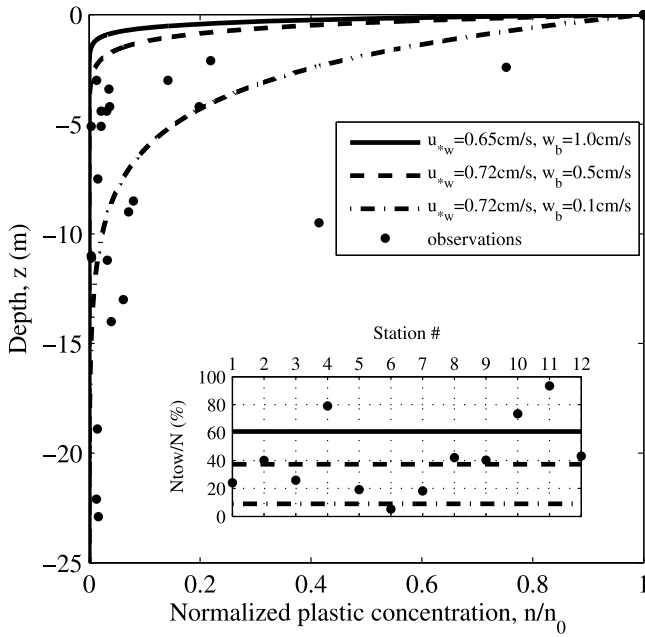 0
−5
−10
−15
−20
−25
Depth, z (m)
u*w=0.65cm/s, wb=1.0cm/s
u*w=0.72cm/s, wb=0.5cm/s
u*w=0.72cm/s, wb=0.1cm/s
observations
Station #
1 2 3 4 5 6 7 8 9 10 11 12
100
80
60
40
20
0
Ntow/N (%)
0 0.2 0.4 0.6 0.8 1
Normalized plastic concentration, n/n0